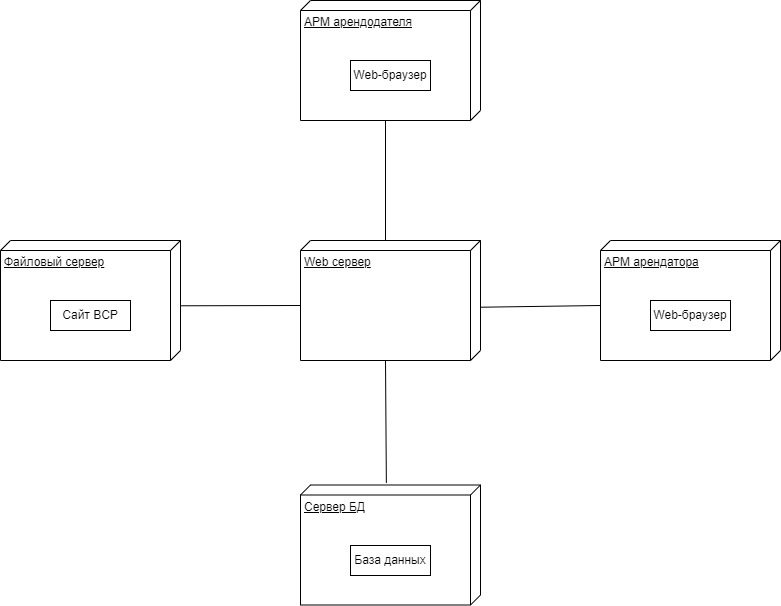 АРМ арендодателя
Web-браузер
Файловый сервер
Сайт ВСР
Web сервер
АРМ арендатора
Web-браузер
Сервер БД
База данных